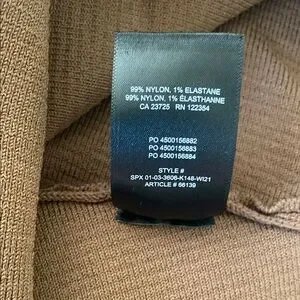 99% NYLON, 1% ELASTANE
99% NYLON, 1% ÉLASTHANNE
CA 23725 RN 122384
PO 4500156882
PO 4500156883
PO 4500156884
STYLE #
SPX 01-03-3606-K148-WI21
ARTICLE # 66139